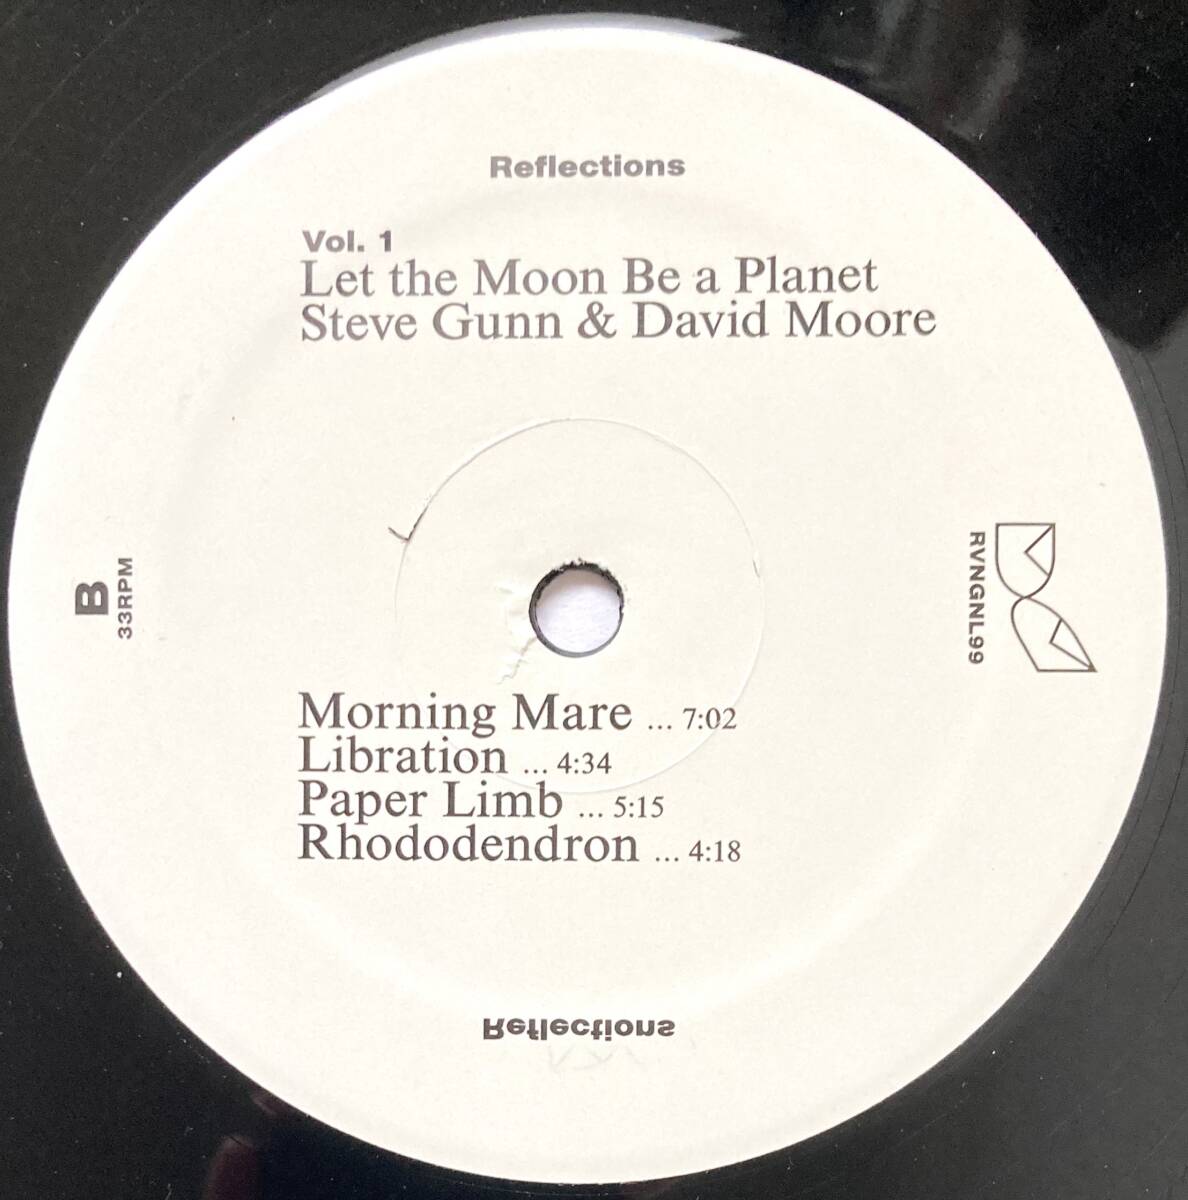 Reflections
Vol. 1
Let the Moon Be a Planet
Steve Gunn & David Moore
B
33RPM
RVNGNL99
Morning Mare ... 7:02
Libration ... 4:34
Paper Limb ... 5:15
Rhododendron ... 4:18
Reflections